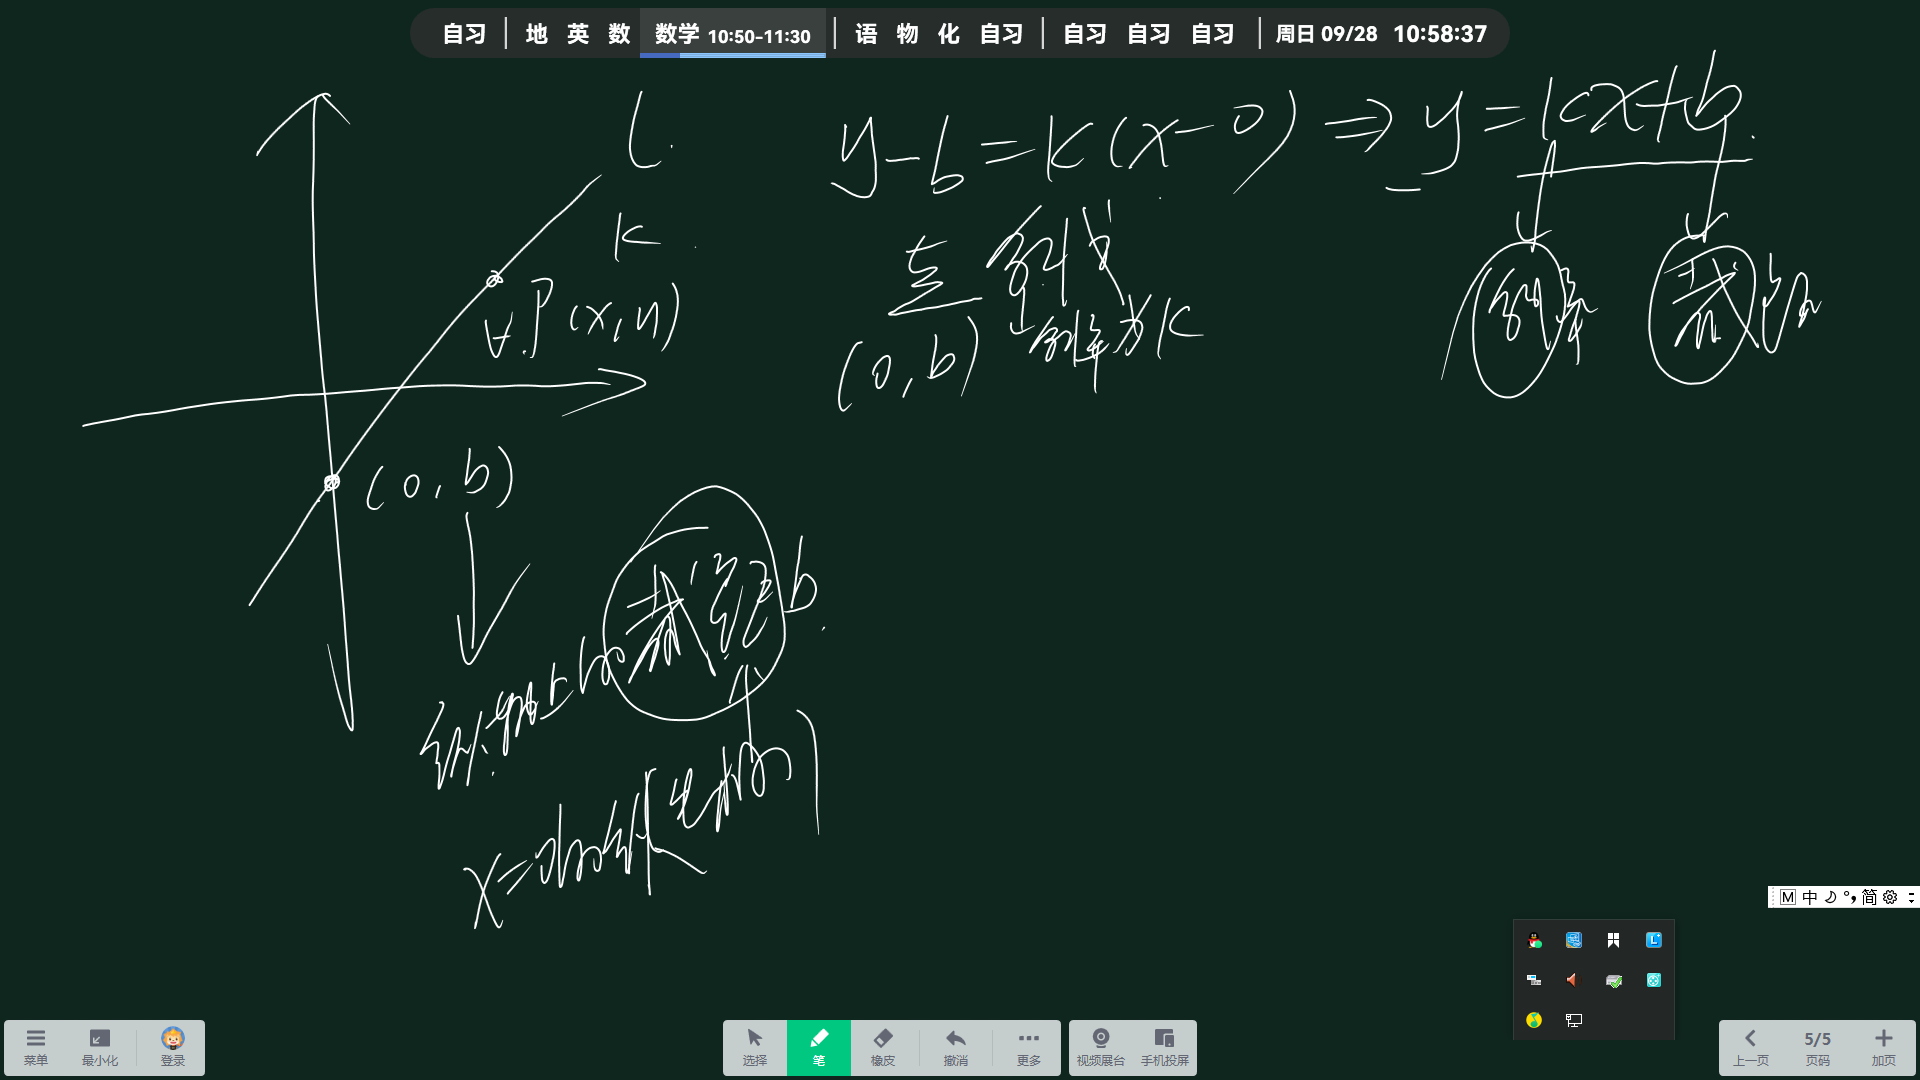 自习 | 地 英 数 数学 10:50-11:30 | 语 物 化 自习 | 自习 自习 自习 | 周日 09/28 10:58:37
l.
y-b=k(x-0) ⇒ y=kx+b.
k
点 斜式
∀.P(x,y)
(0,b) 斜率为k
斜率 截距
(0,b)
纵轴上的截距b
x=0时的纵坐标
M 中 简
菜单 最小化 登录
选择 笔 橡皮 撤消 更多
视频展台 手机投屏
上一页 5/5 页码 加页